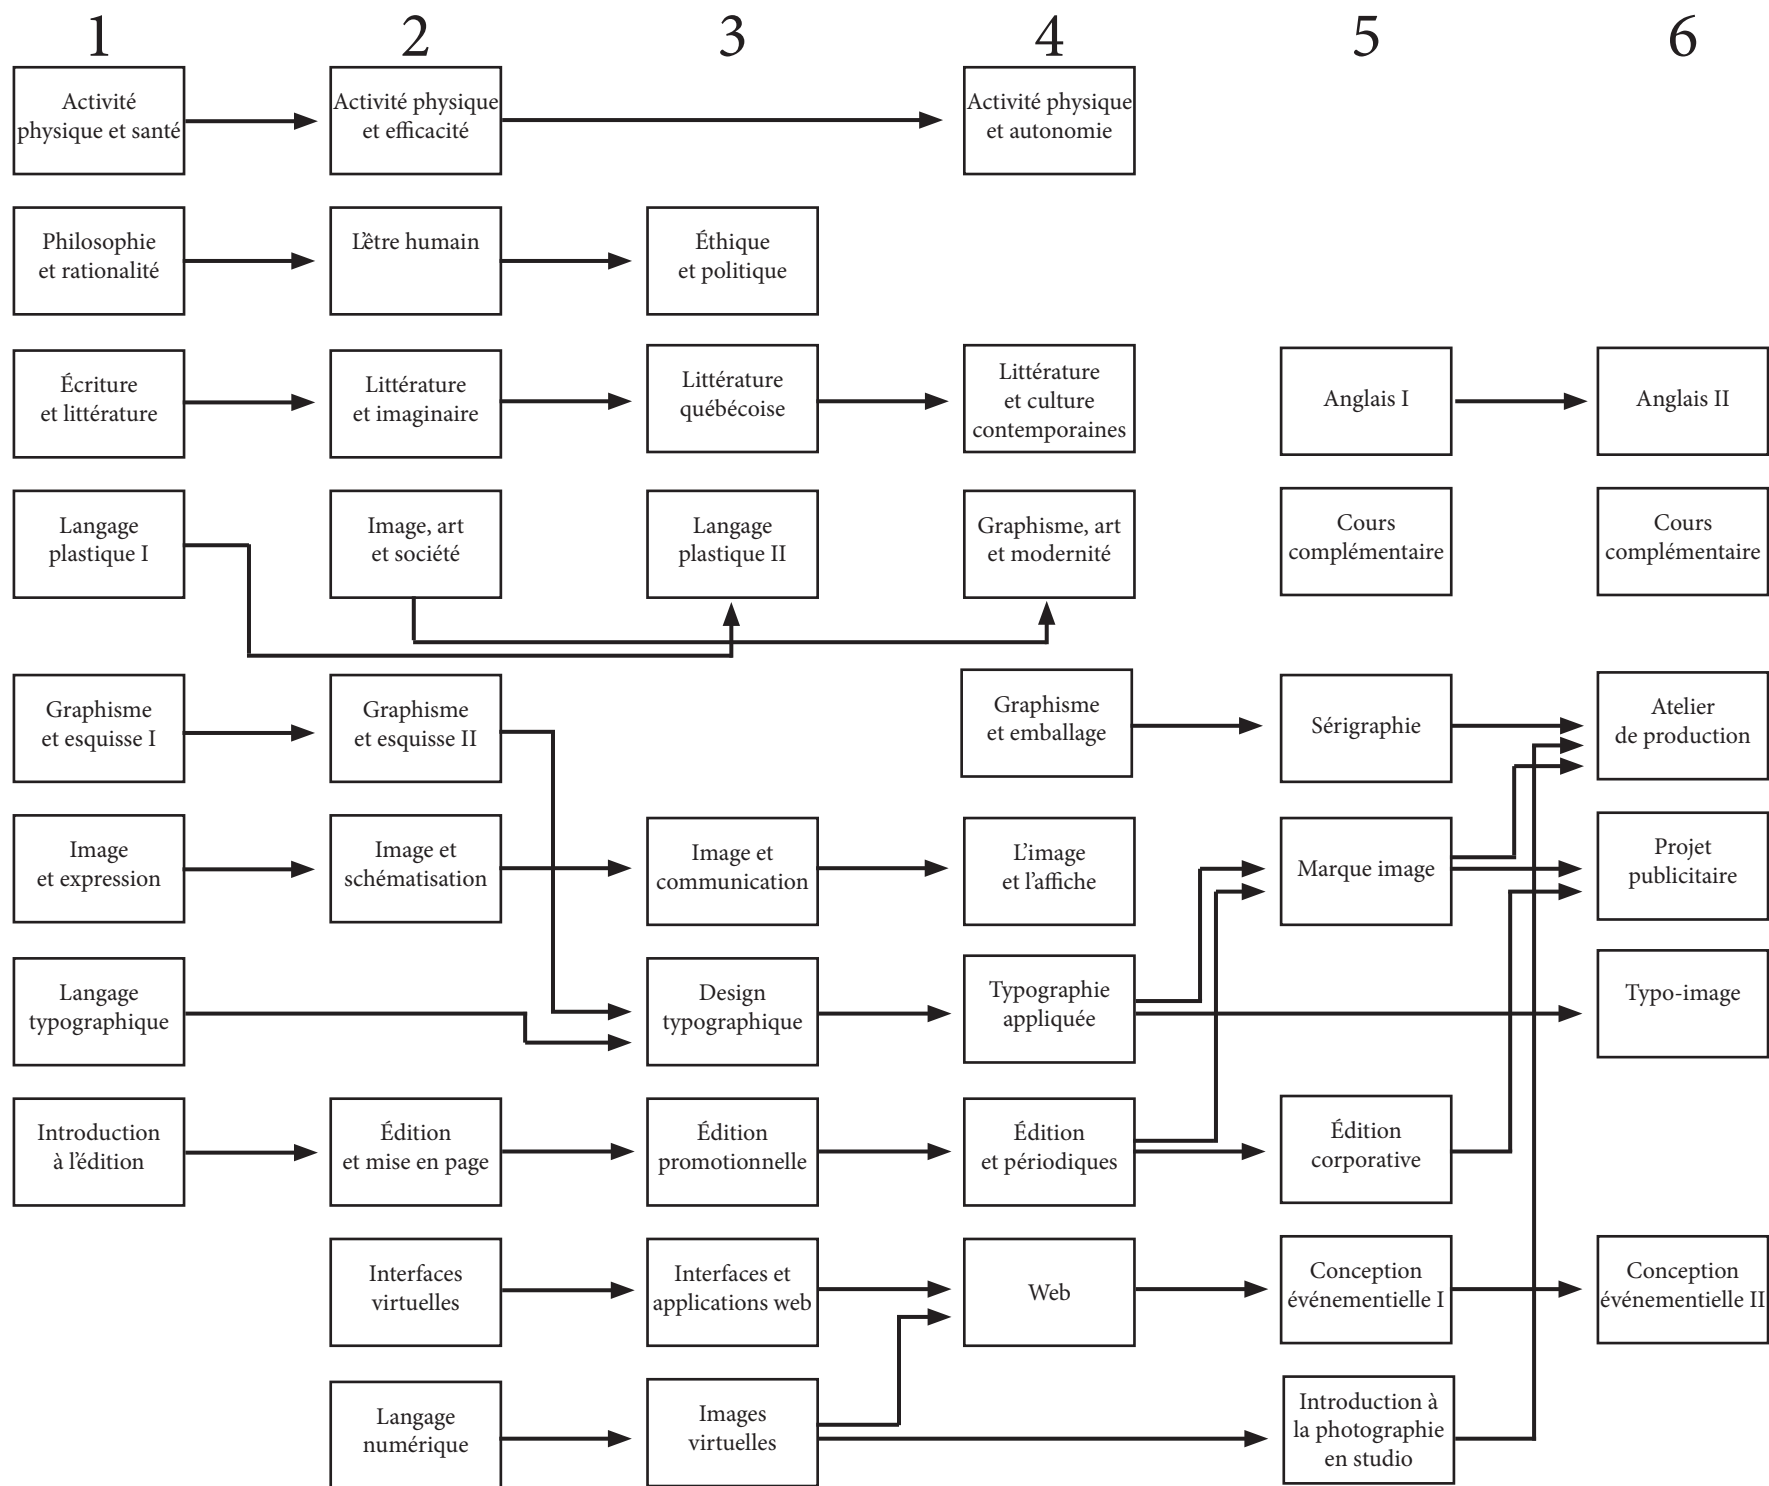 1
2
3
4
5
6
Activité
physique et santé
Activité physique
et efficacité
Activité physique
et autonomie
Philosophie
et rationalité
L'être humain
Éthique
et politique
Écriture
et littérature
Littérature
et imaginaire
Littérature
québécoise
Littérature
et culture
contemporaines
Anglais I
Anglais II
Langage
plastique I
Image, art
et société
Langage
plastique II
Graphisme, art
et modernité
Cours
complémentaire
Cours
complémentaire
Graphisme
et esquisse I
Graphisme
et esquisse II
Graphisme
et emballage
Sérigraphie
Atelier
de production
Image
et expression
Image et
schématisation
Image et
communication
L'image
et l'affiche
Marque image
Projet
publicitaire
Langage
typographique
Design
typographique
Typographie
appliquée
Typo-image
Introduction
à l'édition
Édition
et mise en page
Édition
promotionnelle
Édition
et périodiques
Édition
corporative
Interfaces
virtuelles
Interfaces et
applications web
Web
Conception
événementielle I
Conception
événementielle II
Langage
numérique
Images
virtuelles
Introduction à
la photographie
en studio